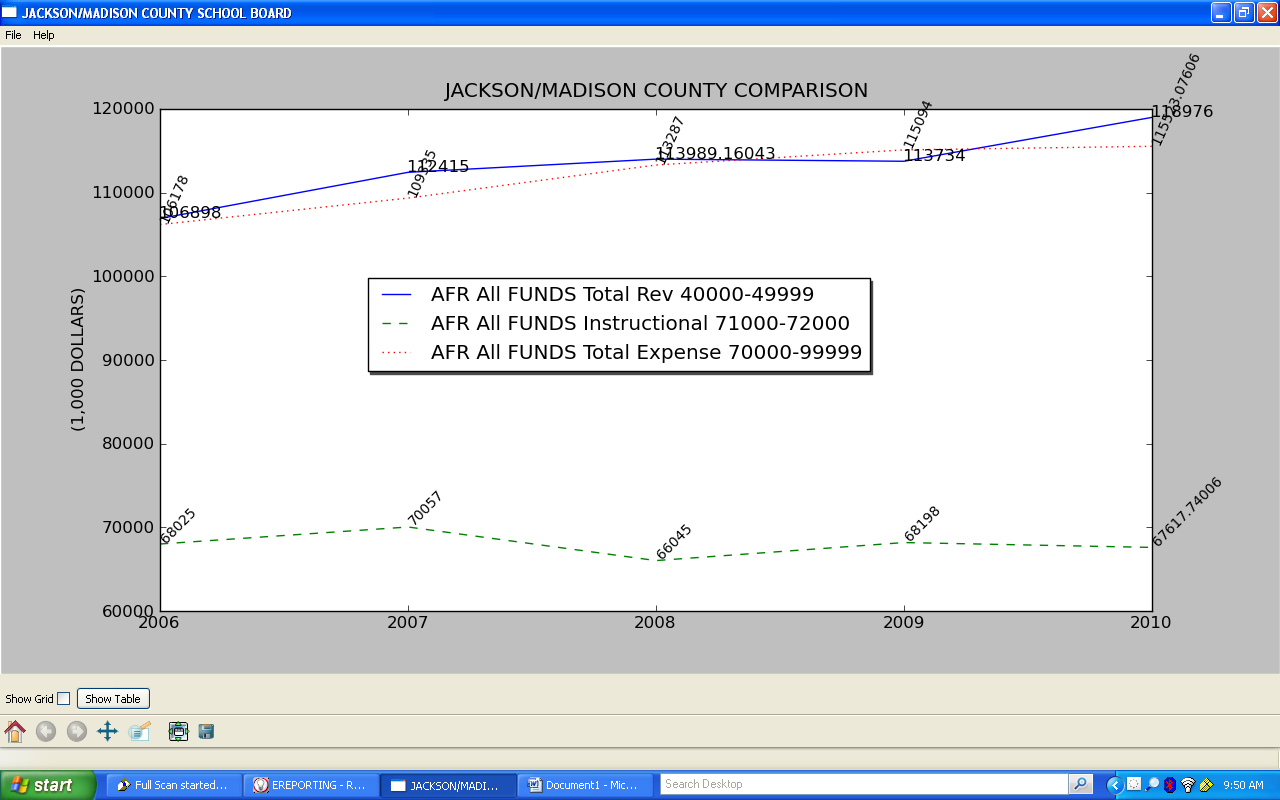 JACKSON/MADISON COUNTY SCHOOL BOARD
File Help
JACKSON/MADISON COUNTY COMPARISON
120000
110000
100000
90000
80000
70000
60000
(1,000 DOLLARS)
106898
112415
113989.16043
113734
118976
106178
113287
115094
68025
70057
66045
68198
67617.74006
AFR All FUNDS Total Rev 40000-49999
AFR All FUNDS Instructional 71000-72000
AFR All FUNDS Total Expense 70000-99999
2006 2007 2008 2009 2010
Show Grid Show Table
start Full Scan started... EREPORTING - R... JACKSON/MADI... Document1 - Mic... Search Desktop 9:50 AM